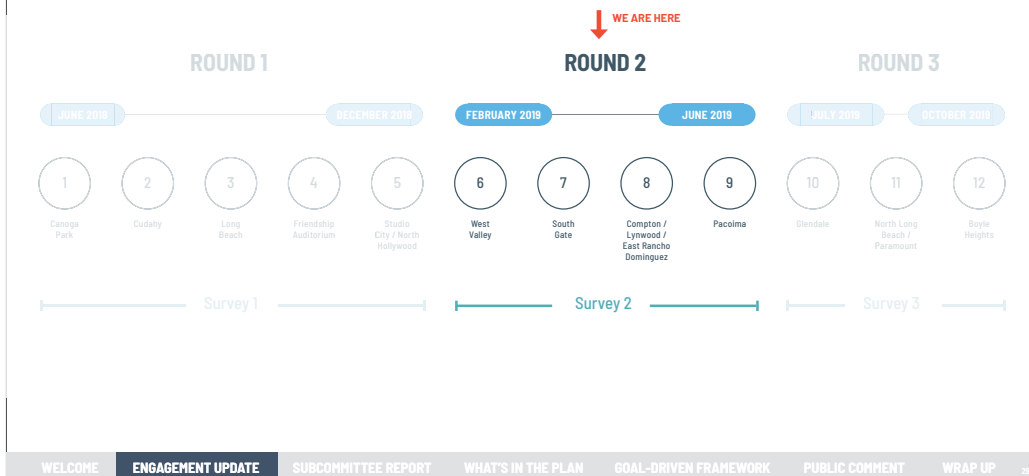 WE ARE HERE
ROUND 1
ROUND 2
ROUND 3
JUNE 2018
DECEMBER 2018
FEBRUARY 2019
JUNE 2019
JULY 2019
OCTOBER 2019
1
2
3
4
5
6
7
8
9
10
11
12
Canoga
Park
Cudahy
Long
Beach
Friendship
Auditorium
Studio
City / North
Hollywood
West
Valley
South
Gate
Compton /
Lynwood /
East Rancho
Dominguez
Pacoima
Glendale
North Long
Beach /
Paramount
Boyle
Heights
Survey 1
Survey 2
Survey 3
WELCOME
ENGAGEMENT UPDATE
SUBCOMMITTEE REPORT
WHAT'S IN THE PLAN
GOAL-DRIVEN FRAMEWORK
PUBLIC COMMENT
WRAP UP